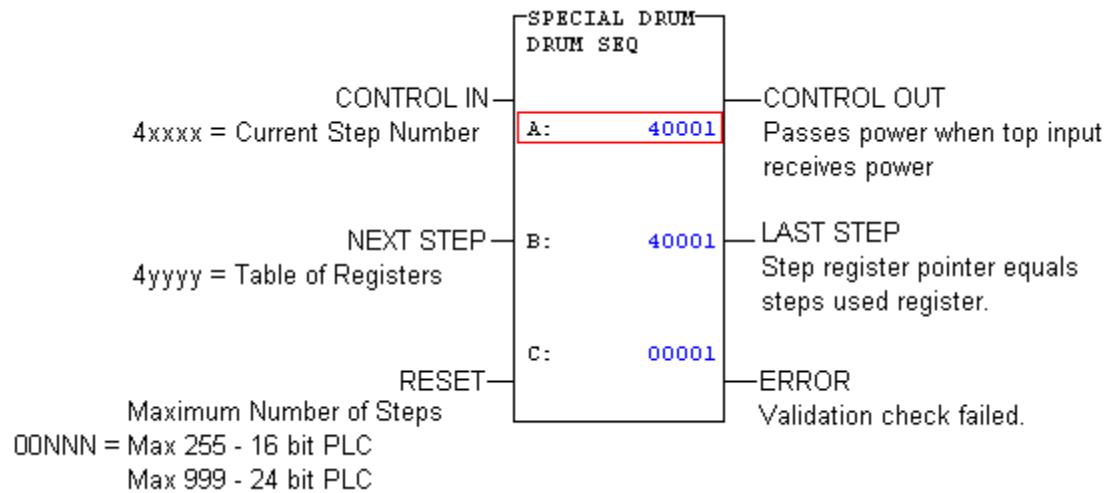 SPECIAL DRUM
DRUM SEQ
CONTROL IN
CONTROL OUT
4xxxx = Current Step Number
A: 40001
Passes power when top input
receives power
NEXT STEP
B: 40001
LAST STEP
4yyyy = Table of Registers
Step register pointer equals
steps used register.
C: 00001
RESET
ERROR
Maximum Number of Steps
Validation check failed.
00NNN = Max 255 - 16 bit PLC
Max 999 - 24 bit PLC